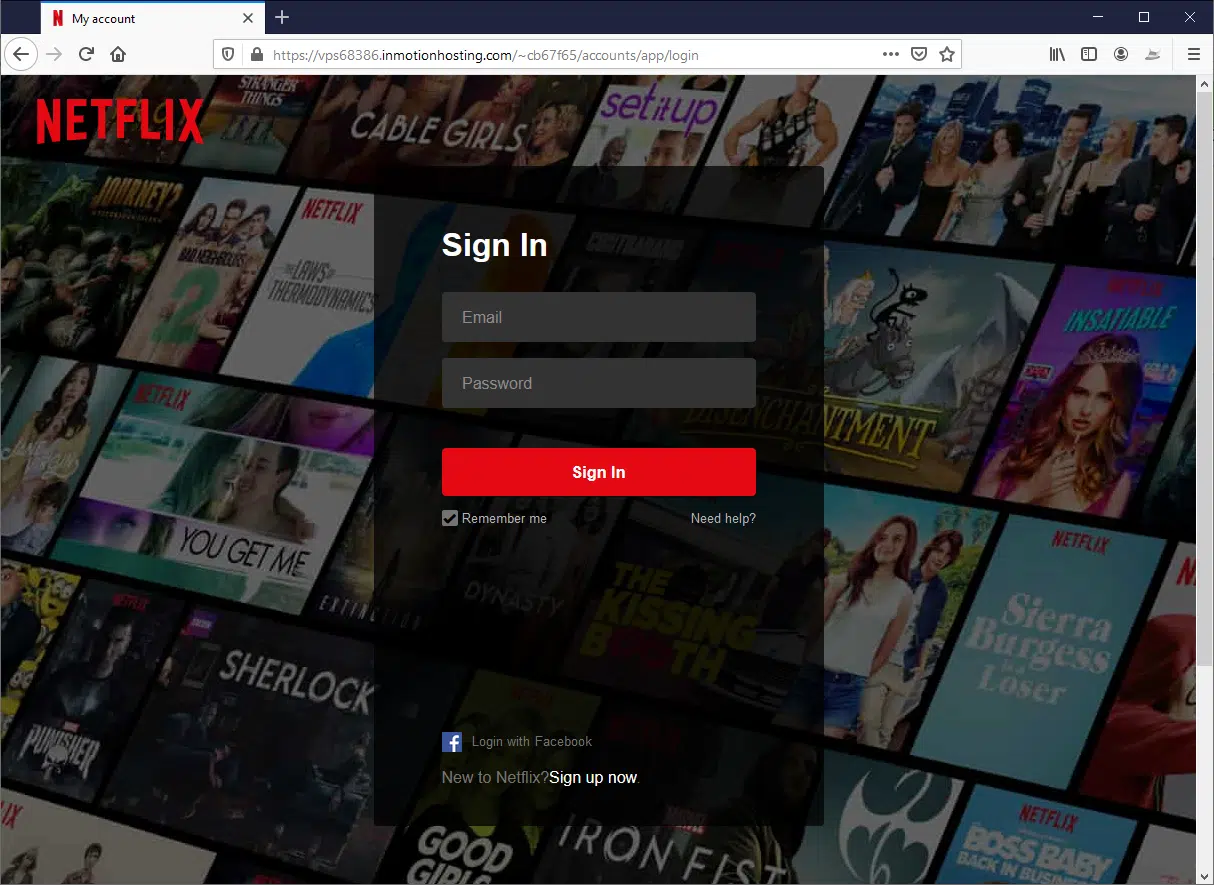 My account
https://vps68386.inmotionhosting.com/~cb67f65/accounts/app/login
NETFLIX
STRANGER THINGS
CABLE GIRLS
set it up
JOURNEY 2
BAD NEIGHBOURS
2
NETFLIX
THE LAWS OF
THERMODYNAMICS
Sign In
Email
Password
Sign In
Remember me
Need help?
Login with Facebook
New to Netflix?Sign up now.
DISENCHANTMENT
INSATIABLE
NETFLIX
YOU GET ME
EXTINCTION
DYNASTY
THE
KISSING
BOOTH
NETFLIX
Sierra
Burgess
is a
Loser
N
NETFLIX
MARVEL
PUNISHER
BBC
SHERLOCK
GOOD
GIRLS
IRON FIST
NETFLIX
BOSS BABY
BACK IN BUSINESS